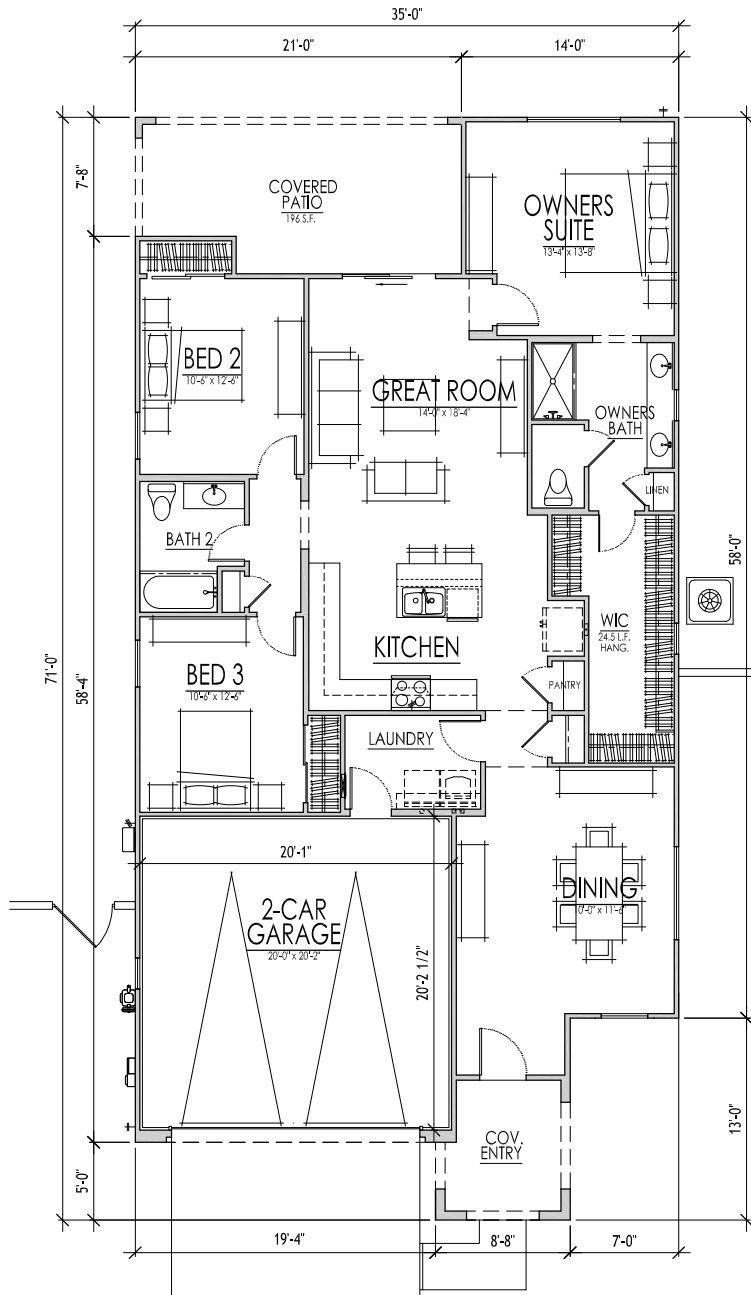 35'-0"
21'-0"
14'-0"
7'-8"
COVERED
PATIO
196 S.F.
OWNERS
SUITE
13'-4" x 13'-8"
BED 2
10'-6" x 12'-6"
GREAT ROOM
14'-0" x 18'-4"
OWNERS
BATH
LINEN
BATH 2
58'-0"
WIC
24.5 L.F.
HANG.
KITCHEN
71'-0"
58'-4"
BED 3
10'-6" x 12'-6"
PANTRY
LAUNDRY
20'-1"
DINING
10'-0" x 11'-6"
2-CAR
GARAGE
20'-0" x 20'-2"
20'-2 1/2"
COV.
ENTRY
13'-0"
5'-0"
19'-4"
8'-8"
7'-0"